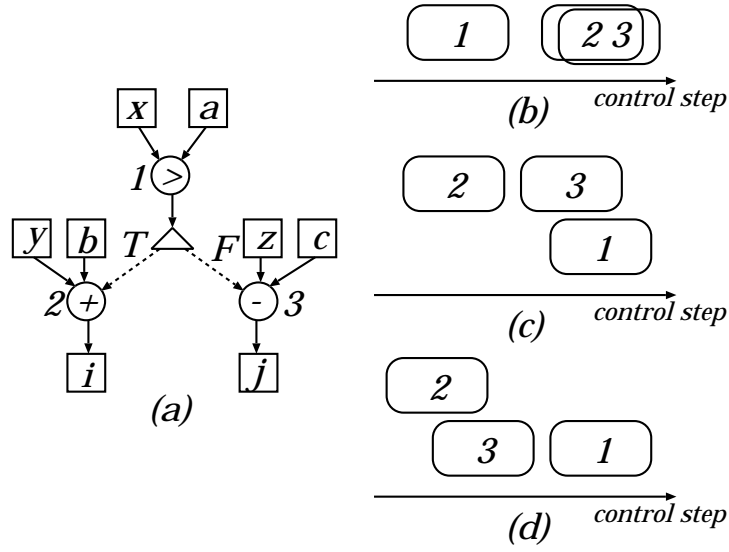 x a
1 >
T F
y b z c
2 + - 3
i j
(a)
1 2 3
control step
(b)
2 3
1
control step
(c)
2
3 1
control step
(d)